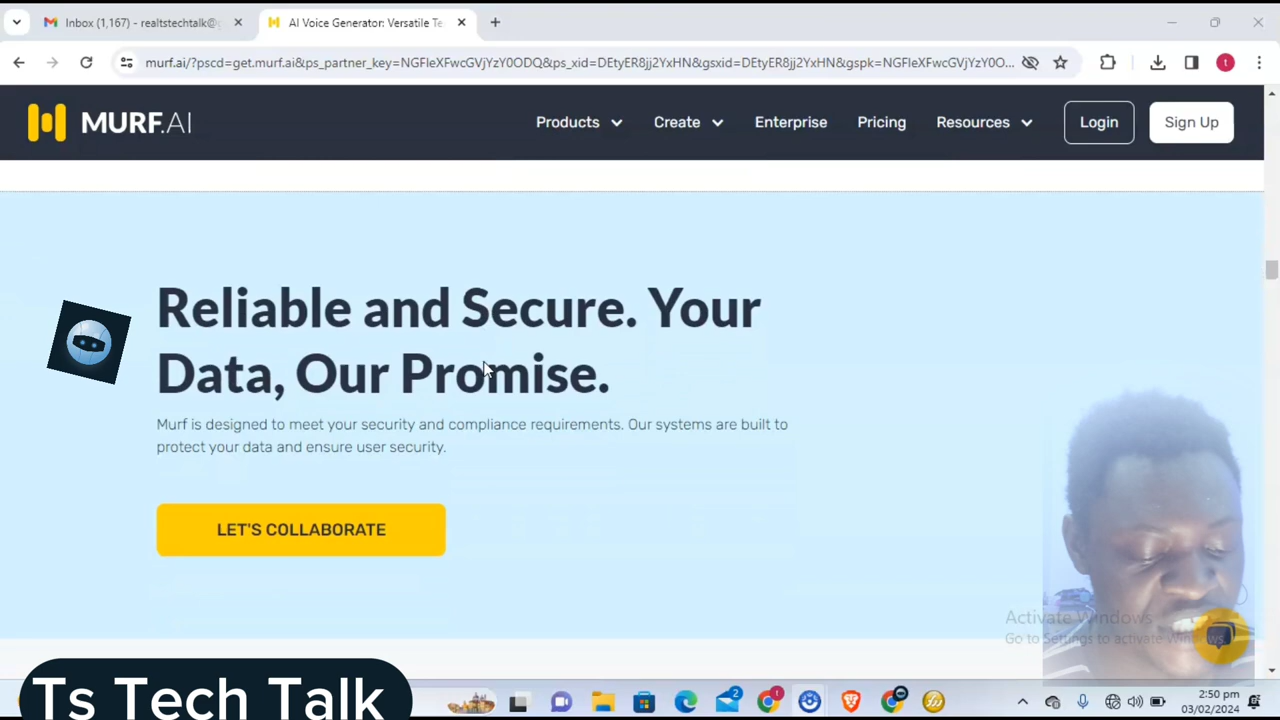 Inbox (1,167) - realtstechtalk@
AI Voice Generator: Versatile Te
murf.ai/?pscd=get.murf.ai&ps_partner_key=NGFleXFwcGVjYzY0ODQ&ps_xid=DEtyER8jj2YxHN&gsxid=DEtyER8jj2YxHN&gspk=NGFleXFwcGVjYzY0O...
t
MURF.AI
Products
Create
Enterprise
Pricing
Resources
Login
Sign Up
Reliable and Secure. Your
Data, Our Promise.
Murf is designed to meet your security and compliance requirements. Our systems are built to
protect your data and ensure user security.
LET'S COLLABORATE
Activate Windows
Go to Settings to activate Windows.
Ts Tech Talk
2
2:50 pm
03/02/2024